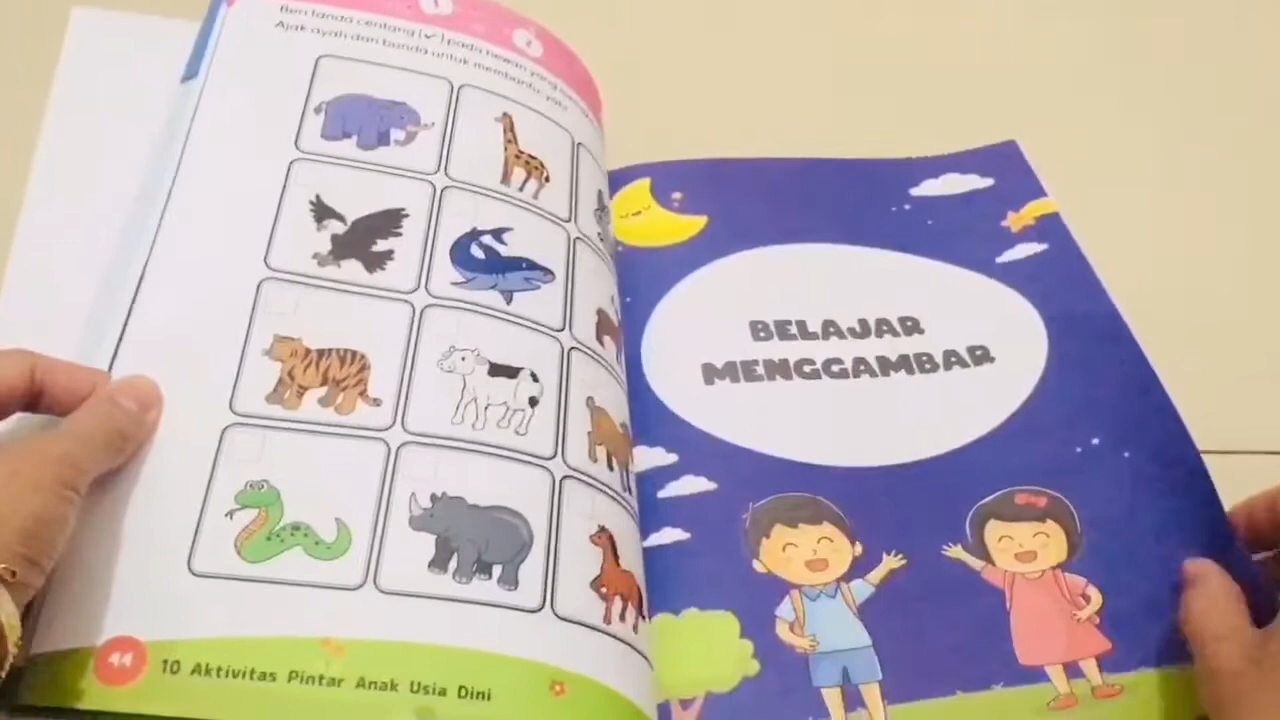 Beri tanda centang (✓) pada hewan yang
Ajak ayah dan bunda untuk membantu, ya!
44
10 Aktivitas Pintar Anak Usia Dini
BELAJAR
MENGGAMBAR